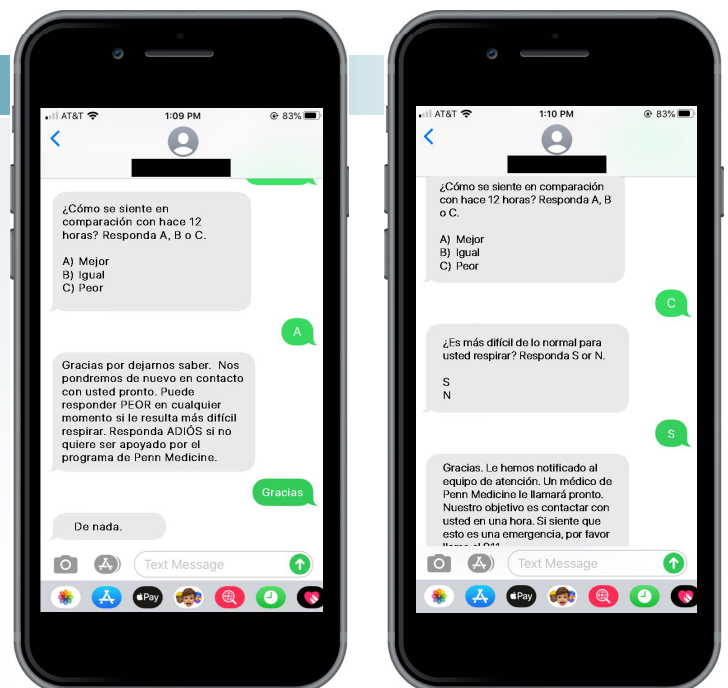 AT&T
1:09 PM
83%
¿Cómo se siente en
comparación con hace 12
horas? Responda A, B o C.
A) Mejor
B) Igual
C) Peor
A
Gracias por dejarnos saber. Nos
pondremos de nuevo en contacto
con usted pronto. Puede
responder PEOR en cualquier
momento si le resulta más difícil
respirar. Responda ADIÓS si no
quiere ser apoyado por el
programa de Penn Medicine.
Gracias
De nada.
Text Message
Pay
AT&T
1:10 PM
83%
¿Cómo se siente en comparación
con hace 12 horas? Responda A, B
o C.
A) Mejor
B) Igual
C) Peor
C
¿Es más difícil de lo normal para
usted respirar? Responda S or N.
S
N
S
Gracias. Le hemos notificado al
equipo de atención. Un médico de
Penn Medicine le llamará pronto.
Nuestro objetivo es contactar con
usted en una hora. Si siente que
esto es una emergencia, por favor
Text Message
Pay